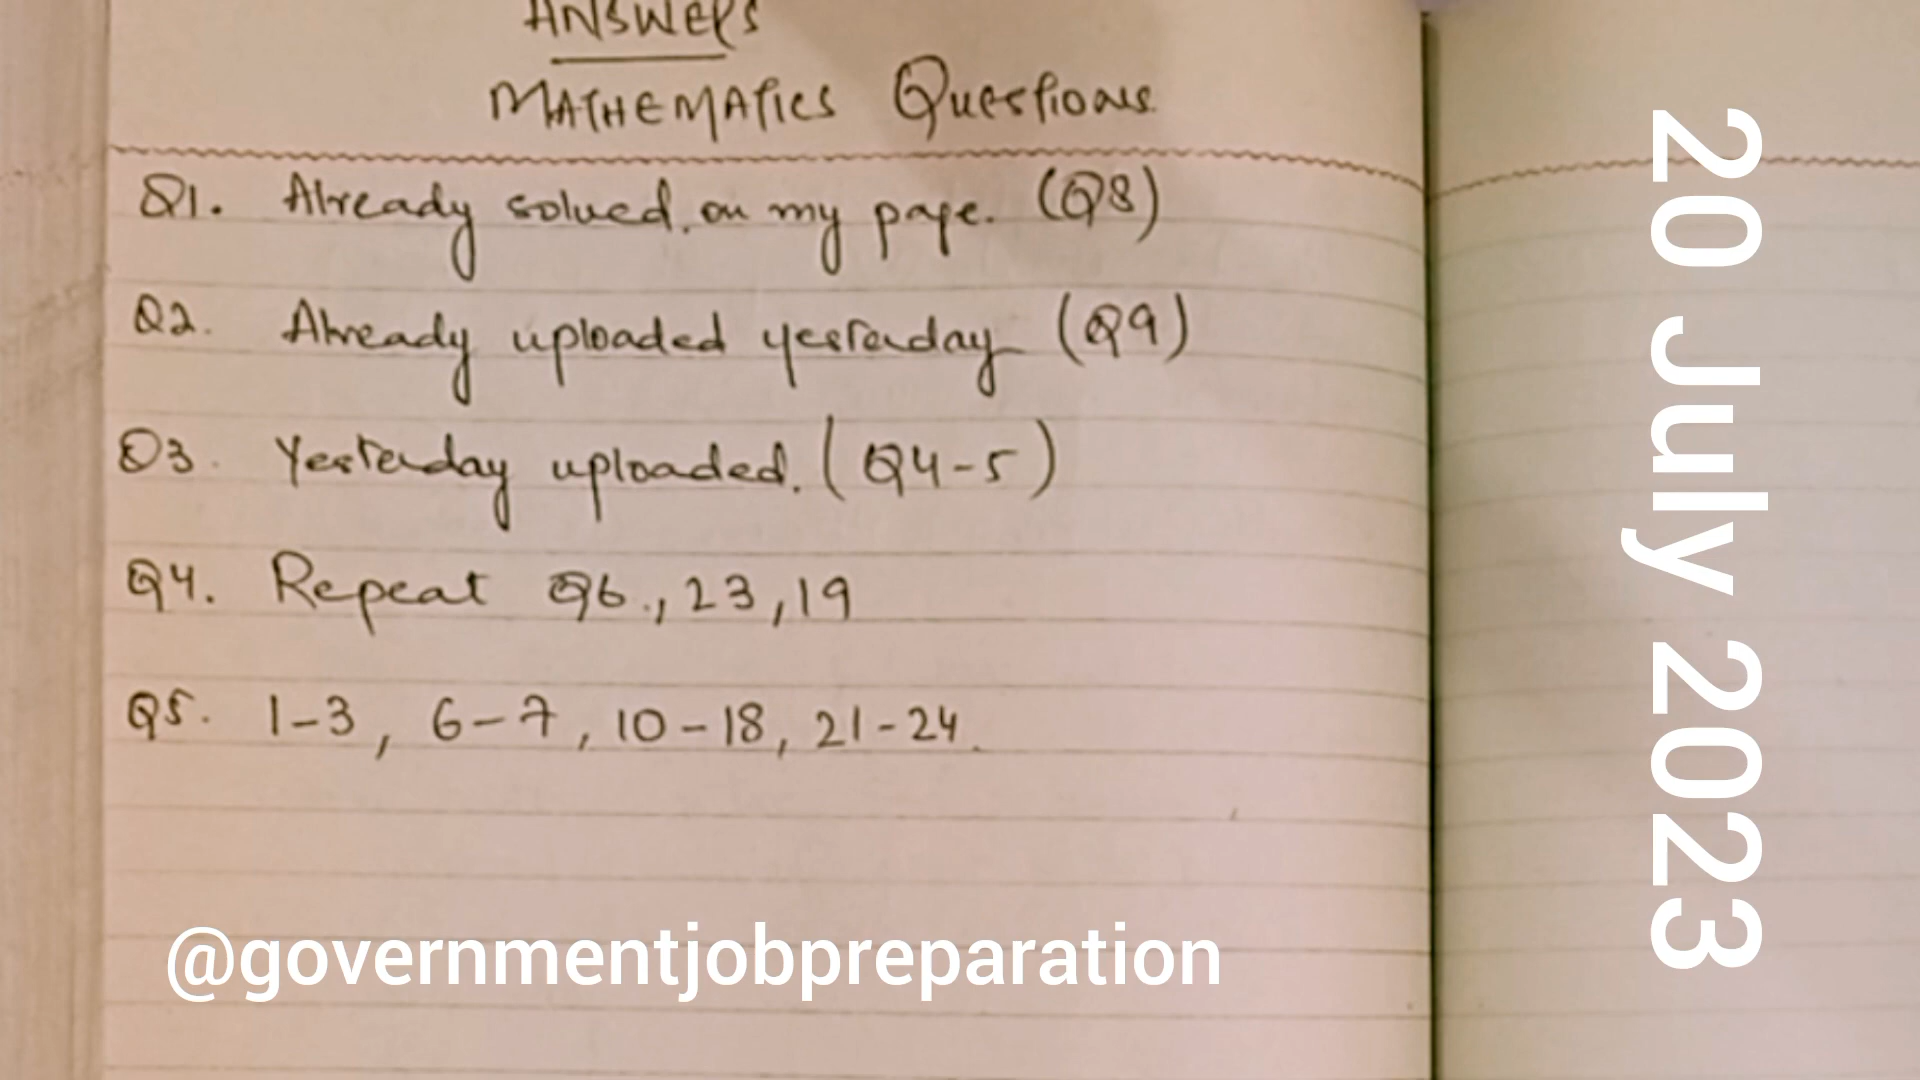 ANSWERS
MATHEMATICS Questions
Q1. Already solved on my page. (Q8)
Q2. Already uploaded yesterday (Q9)
Q3. Yesterday uploaded. (Q4-5)
Q4. Repeat Q6., 23, 19
Q5. 1-3, 6-7, 10-18, 21-24.
@governmentjobpreparation
20 July 2023